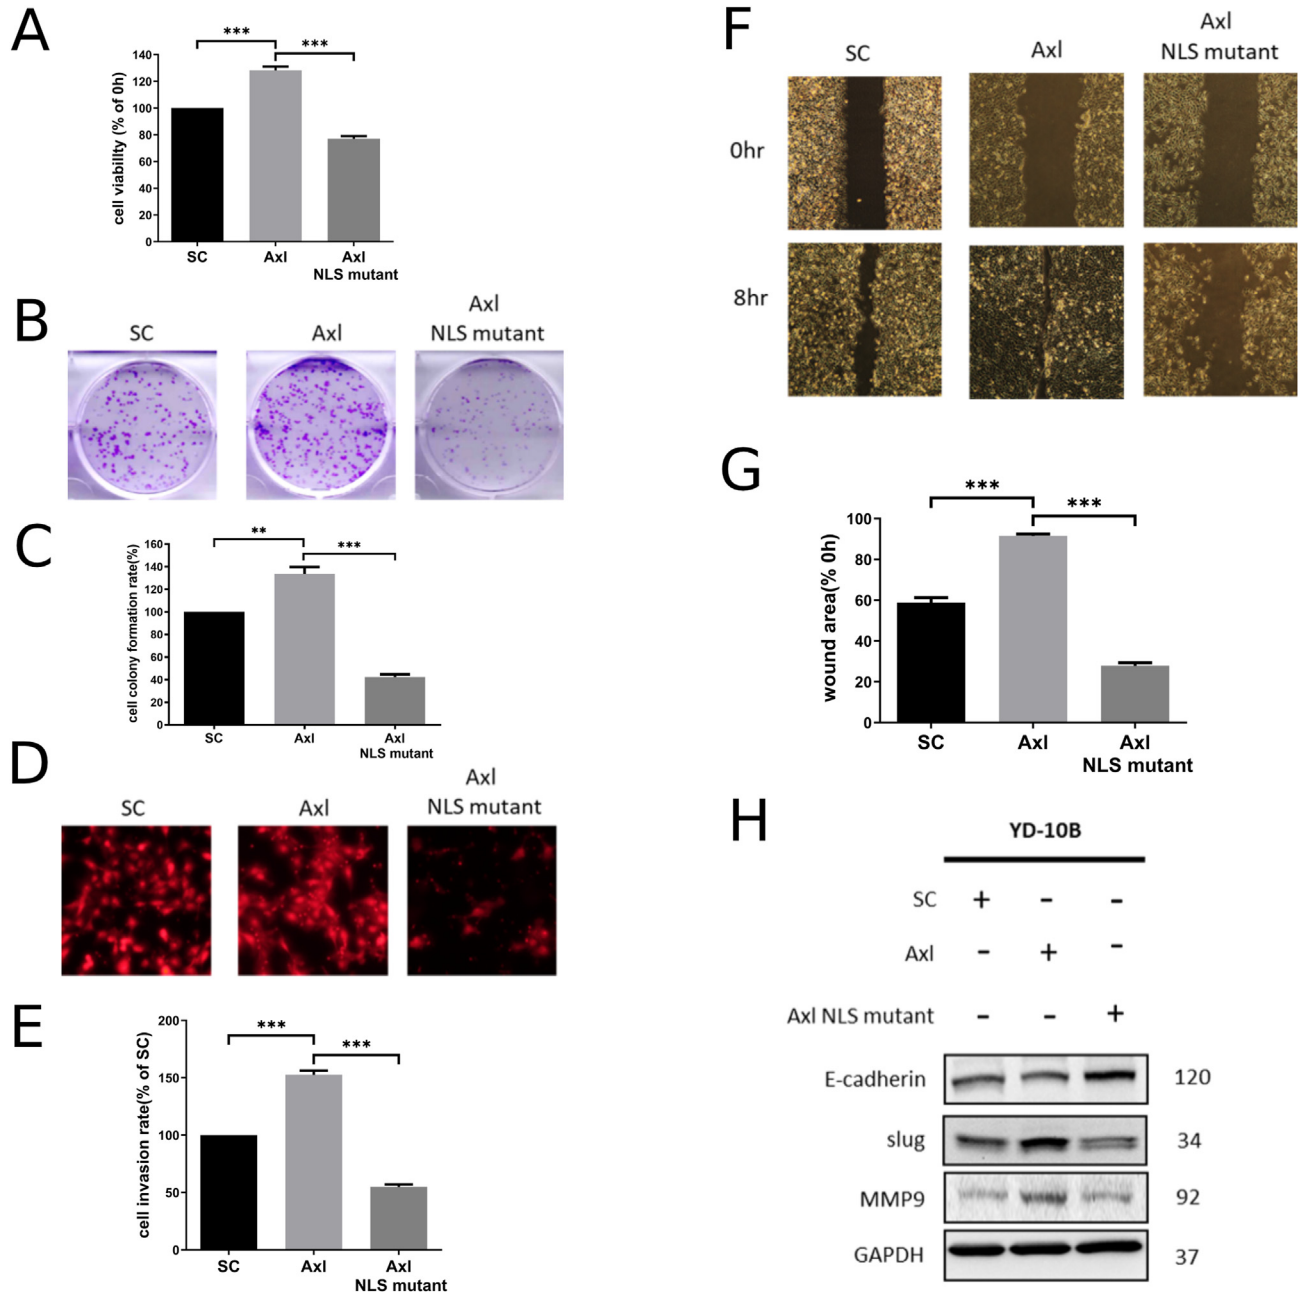 A
cell viability (% of 0h)
140
120
100
80
60
40
20
0
***
***
SC
Axl
Axl
NLS mutant
B
SC
Axl
Axl
NLS mutant
C
cell colony formation rate(%)
160
140
120
100
80
60
40
20
0
**
***
SC
Axl
Axl
NLS mutant
D
SC
Axl
Axl
NLS mutant
E
cell invasion rate(% of SC)
200
150
100
50
0
***
***
SC
Axl
Axl
NLS mutant
F
SC
Axl
Axl
NLS mutant
0hr
8hr
G
wound area(% 0h)
100
80
60
40
20
0
***
***
SC
Axl
Axl
NLS mutant
H
YD-10B
SC + - -
Axl - + -
Axl NLS mutant - - +
E-cadherin 120
slug 34
MMP9 92
GAPDH 37